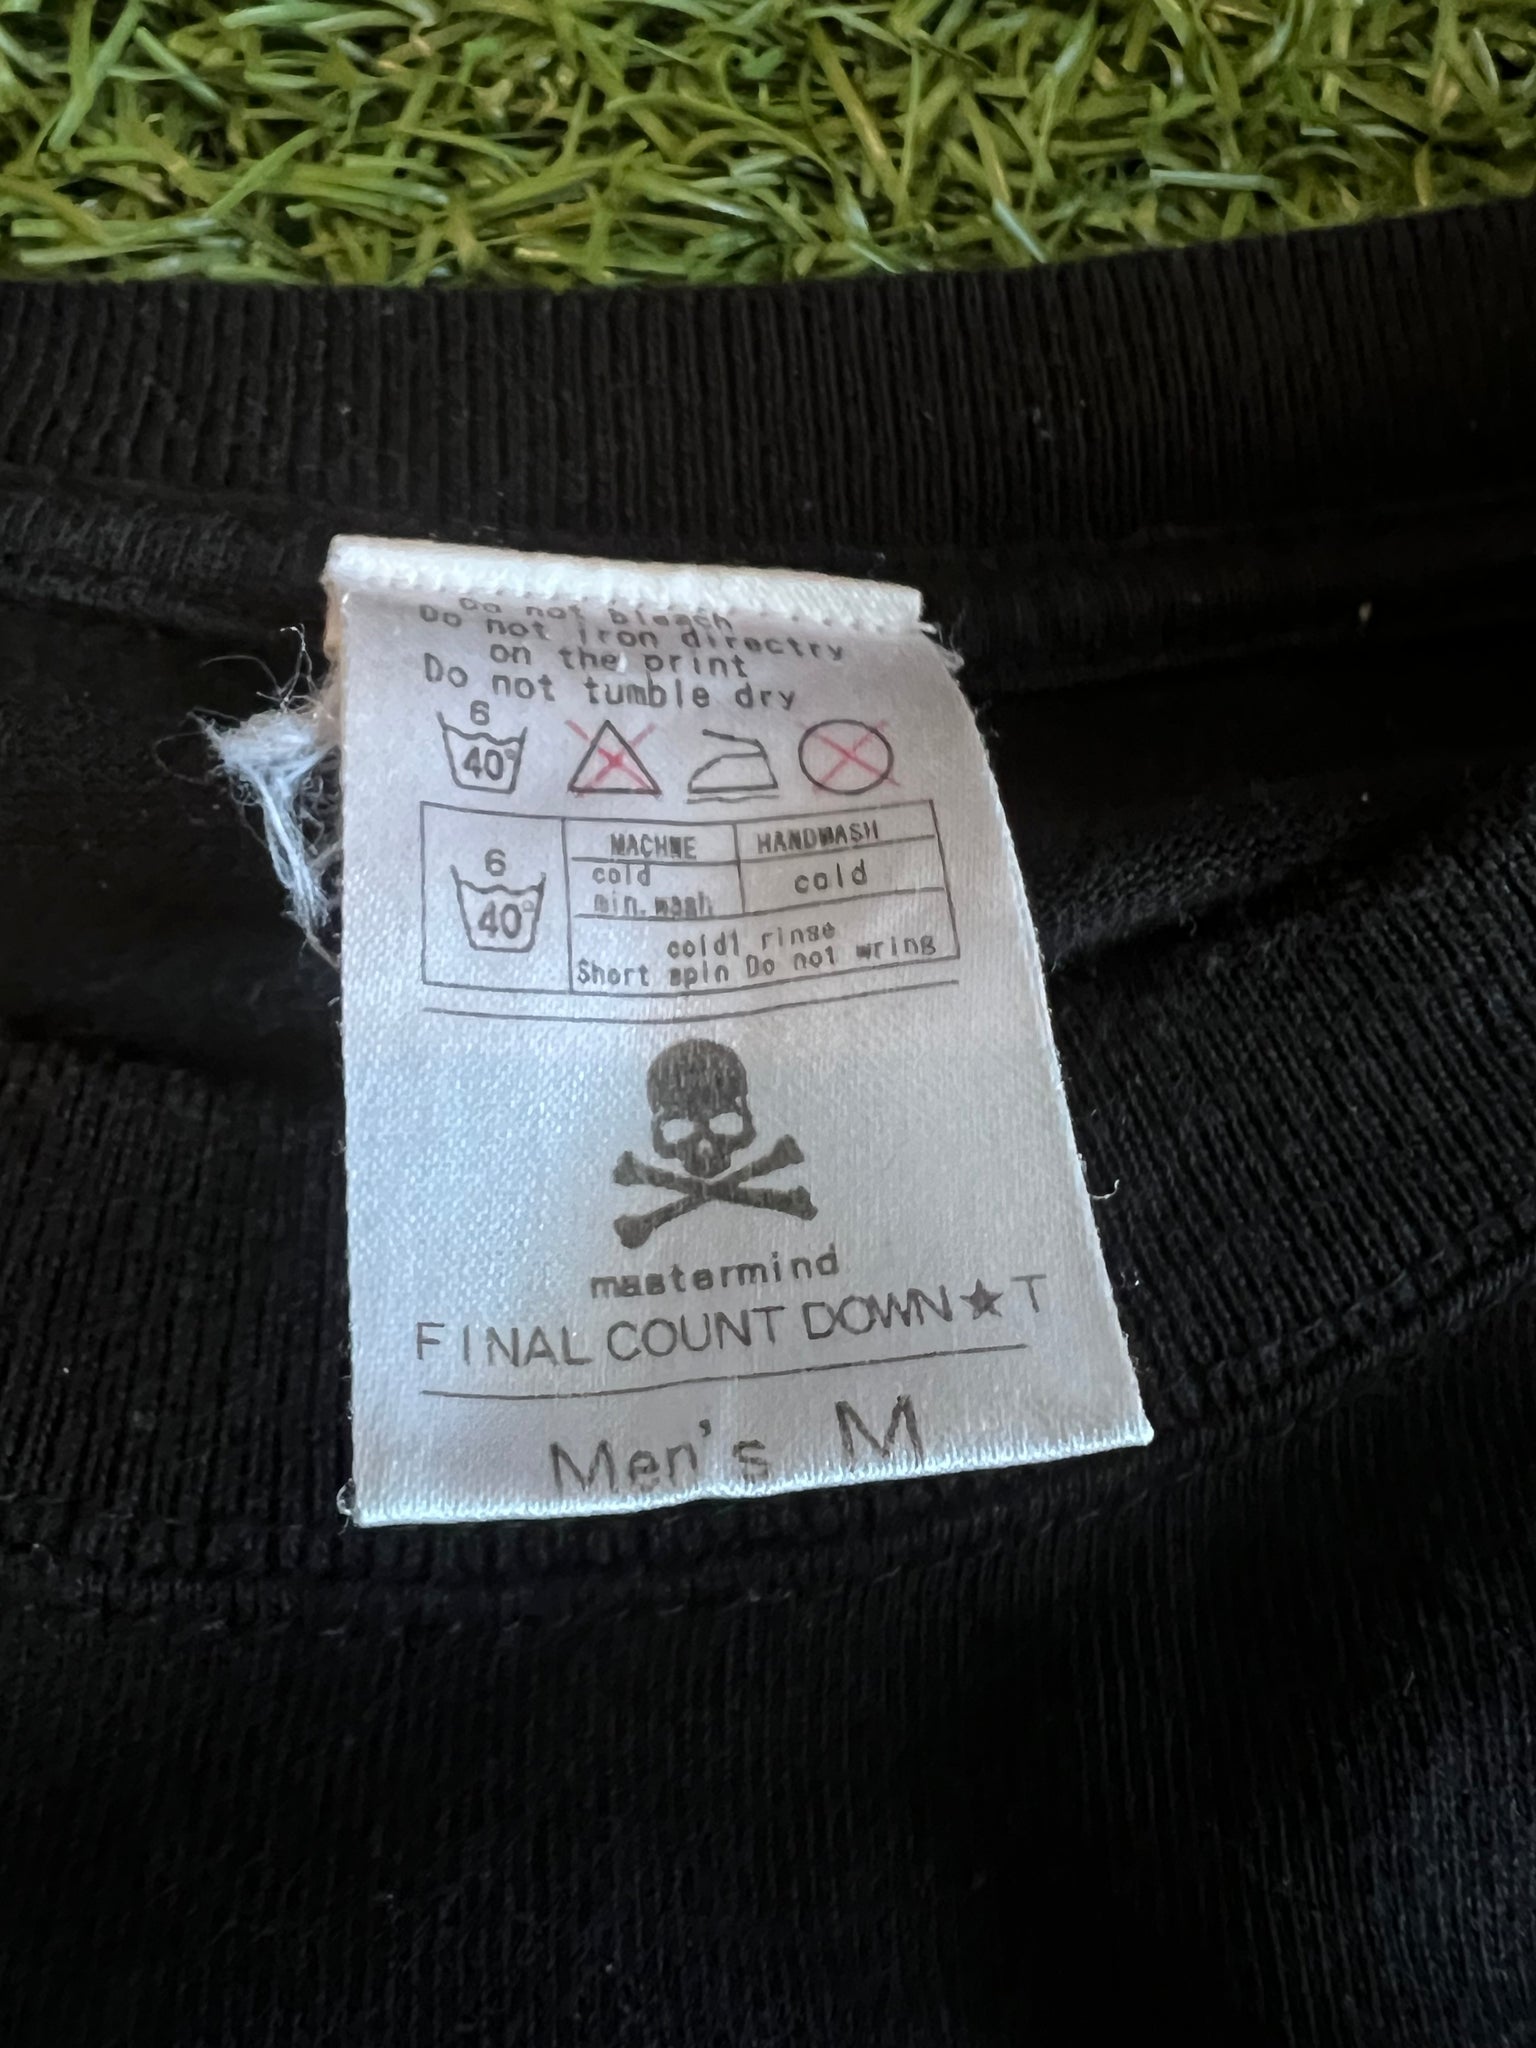 Do not bleach
Do not iron directry
on the print
Do not tumble dry
6
40°
MACHNE HANDWASH
6
40°
cold cold
min. wash
cold1 rinse
Short spin Do not wring
mastermind
FINAL COUNT DOWN★T
Men's M